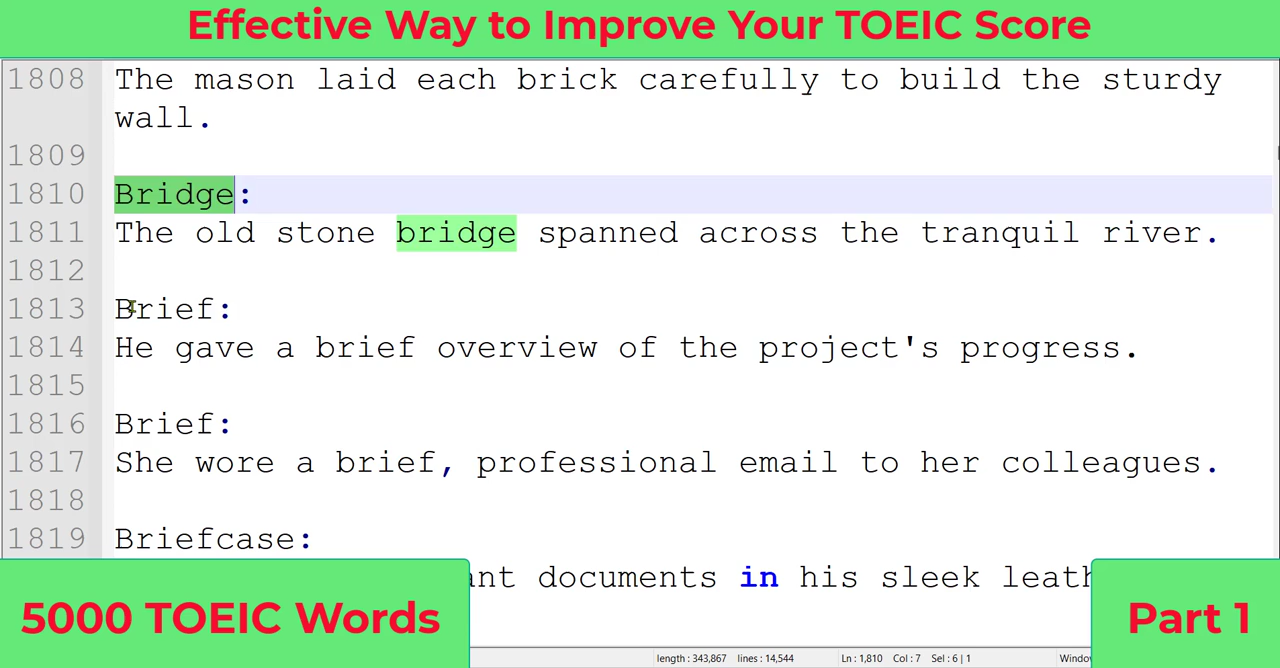 Effective Way to Improve Your TOEIC Score
1808 The mason laid each brick carefully to build the sturdy
wall.
1809
1810 Bridge:
1811 The old stone bridge spanned across the tranquil river.
1812
1813 Brief:
1814 He gave a brief overview of the project's progress.
1815
1816 Brief:
1817 She wore a brief, professional email to her colleagues.
1818
1819 Briefcase:
documents in his sleek
5000 TOEIC Words
Part 1
length : 343,867 lines : 14,544 Ln : 1,810 Col : 7 Sel : 6 | 1